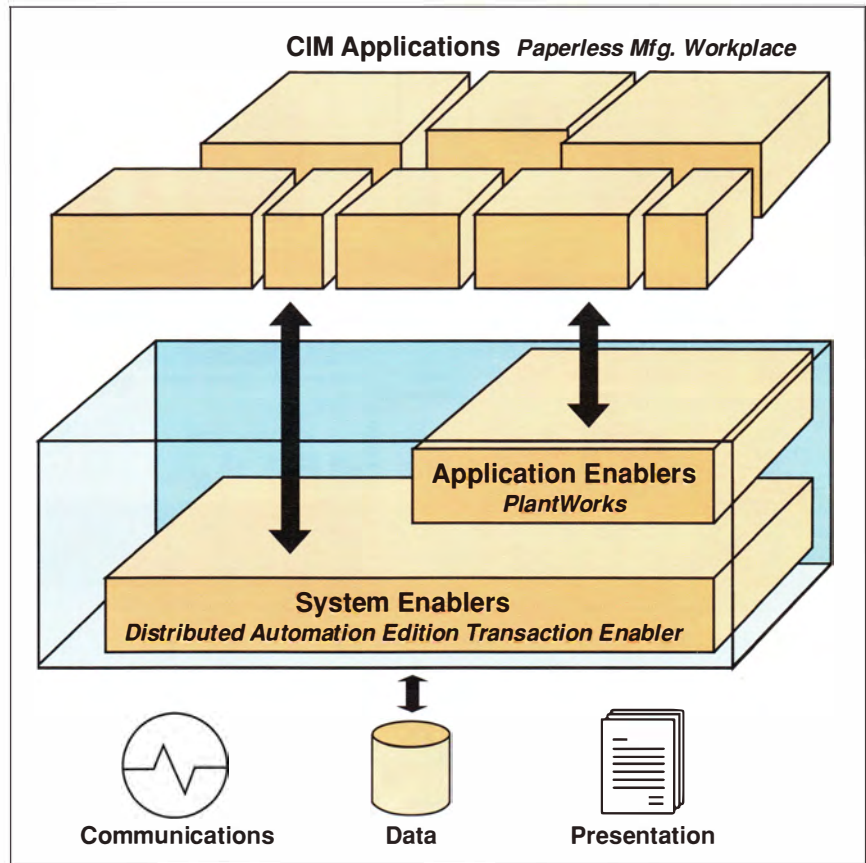 CIM Applications Paperless Mfg. Workplace
Application Enablers
PlantWorks
System Enablers
Distributed Automation Edition Transaction Enabler
Communications
Data
Presentation